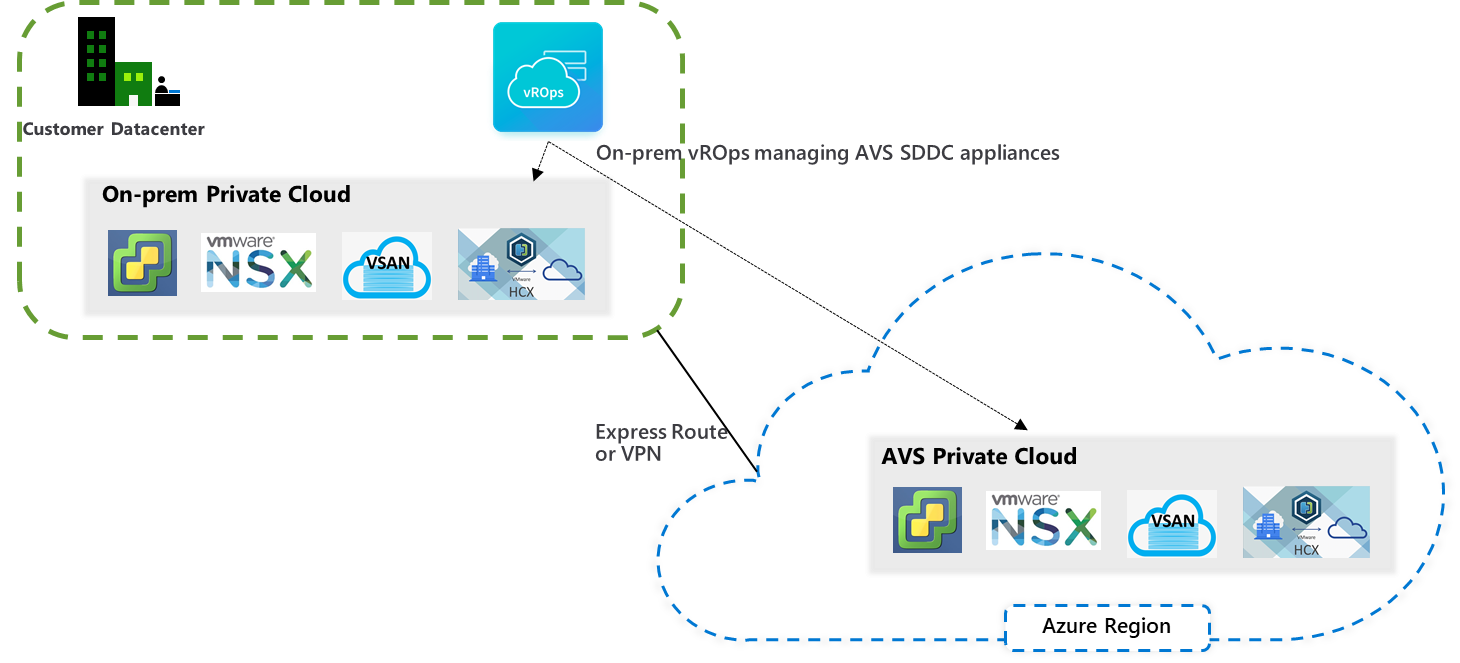 vROps
Customer Datacenter
On-prem vROps managing AVS SDDC appliances
On-prem Private Cloud
vmware
NSX
VSAN
VMware
HCX
Express Route
or VPN
AVS Private Cloud
vmware
NSX
VSAN
VMware
HCX
Azure Region